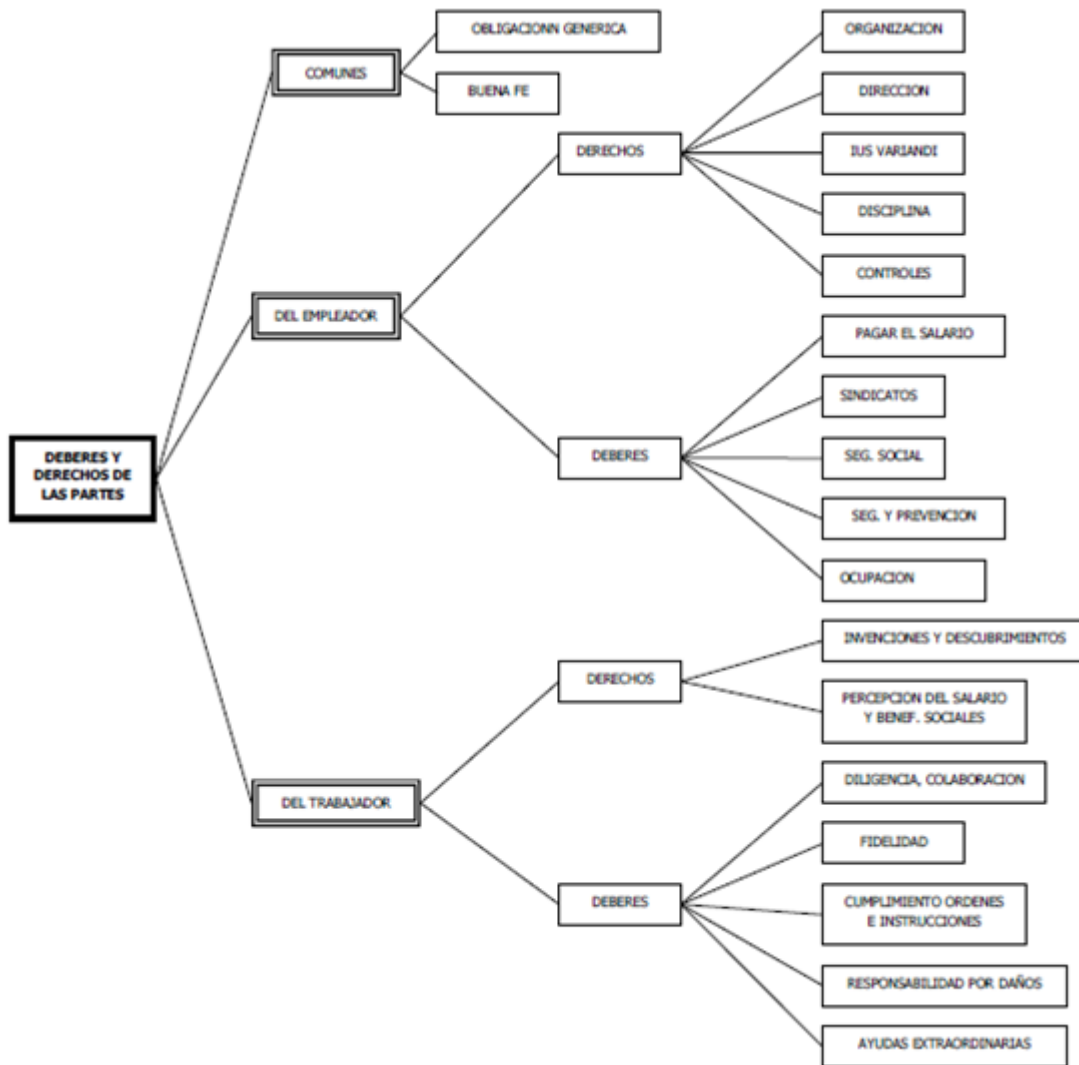 DEBERES Y
DERECHOS DE
LAS PARTES
COMUNES
OBLIGACIONN GENERICA
BUENA FE
DEL EMPLEADOR
DERECHOS
ORGANIZACION
DIRECCION
IUS VARIANDI
DISCIPLINA
CONTROLES
DEBERES
PAGAR EL SALARIO
SINDICATOS
SEG. SOCIAL
SEG. Y PREVENCION
OCUPACION
DEL TRABAJADOR
DERECHOS
INVENCIONES Y DESCUBRIMIENTOS
PERCEPCION DEL SALARIO
Y BENEF. SOCIALES
DEBERES
DILIGENCIA, COLABORACION
FIDELIDAD
CUMPLIMIENTO ORDENES
E INSTRUCCIONES
RESPONSABILIDAD POR DAÑOS
AYUDAS EXTRAORDINARIAS